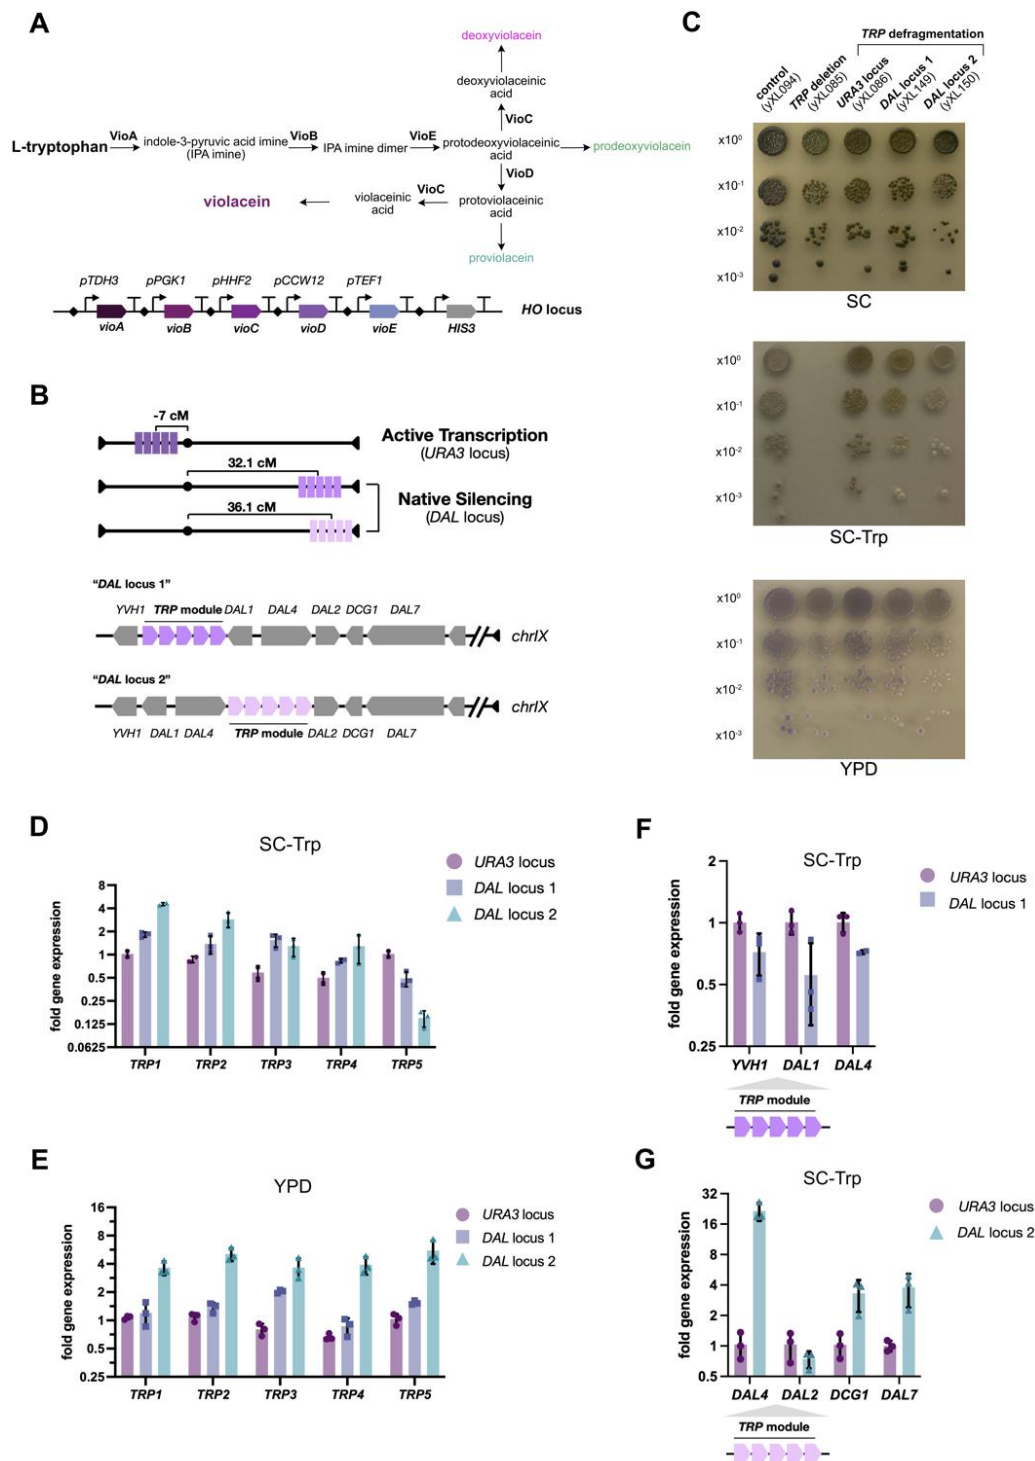 A
deoxyviolacein
deoxyviolaceinic
acid
VioC
L-tryptophan
VioA
indole-3-pyruvic acid imine
(IPA imine)
VioB
IPA imine dimer
VioE
protodeoxyviolaceinic
acid
prodeoxyviolacein
VioD
violacein
violaceinic
acid
VioC
protoviolaceinic
acid
proviolacein
pTDH3 pPGK1 pHHF2 pCCW12 pTEF1
HO locus
vioA vioB vioC vioD vioE HIS3
B
-7 cM
Active Transcription
(URA3 locus)
32.1 cM
Native Silencing
(DAL locus)
36.1 cM
“DAL locus 1”
YVH1 TRP module DAL1 DAL4 DAL2 DCG1 DAL7
chrIX
“DAL locus 2”
chrIX
YVH1 DAL1 DAL4 TRP module DAL2 DCG1 DAL7
C
TRP defragmentation
control
(yXL094)
TRP deletion
(yXL085)
URA3 locus
(yXL086)
DAL locus 1
(yXL149)
DAL locus 2
(yXL150)
x10⁰
x10⁻¹
x10⁻²
x10⁻³
SC
x10⁰
x10⁻¹
x10⁻²
x10⁻³
SC-Trp
x10⁰
x10⁻¹
x10⁻²
x10⁻³
YPD
D
SC-Trp
URA3 locus
DAL locus 1
DAL locus 2
fold gene expression
8
4
2
1
0.5
0.25
0.125
0.0625
TRP1 TRP2 TRP3 TRP4 TRP5
E
YPD
URA3 locus
DAL locus 1
DAL locus 2
fold gene expression
16
8
4
2
1
0.5
0.25
TRP1 TRP2 TRP3 TRP4 TRP5
F
SC-Trp
URA3 locus
DAL locus 1
fold gene expression
2
1
0.5
0.25
YVH1 DAL1 DAL4
TRP module
G
SC-Trp
URA3 locus
DAL locus 2
fold gene expression
32
16
8
4
2
1
0.5
DAL4 DAL2 DCG1 DAL7
TRP module